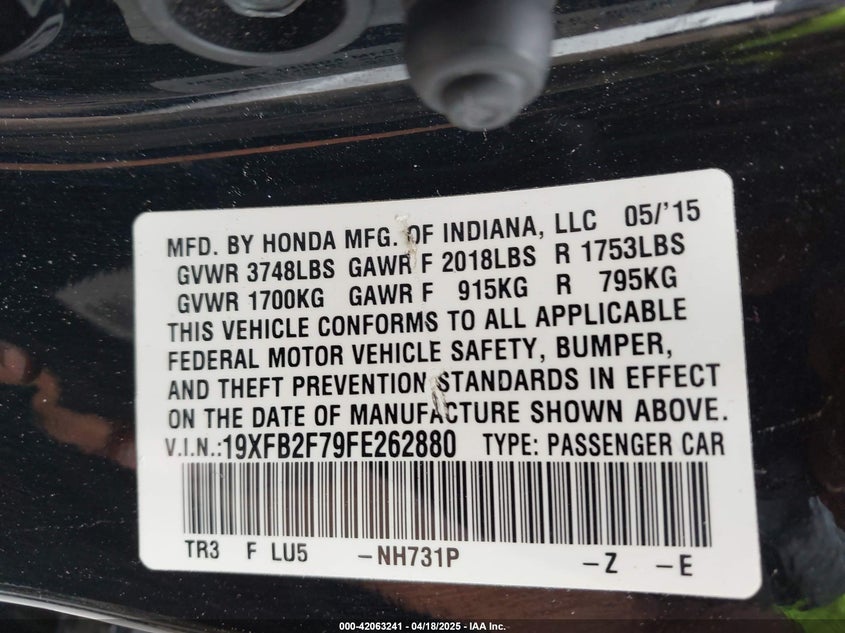 MFD. BY HONDA MFG. OF INDIANA, LLC 05/'15
GVWR 3748LBS GAWR F 2018LBS R 1753LBS
GVWR 1700KG GAWR F 915KG R 795KG
THIS VEHICLE CONFORMS TO ALL APPLICABLE
FEDERAL MOTOR VEHICLE SAFETY, BUMPER,
AND THEFT PREVENTION STANDARDS IN EFFECT
ON THE DATE OF MANUFACTURE SHOWN ABOVE.
V.I.N.:19XFB2F79FE262880 TYPE: PASSENGER CAR
TR3 F LU5 -NH731P -Z -E
000-42063241 - 04/18/2025 - IAA Inc.